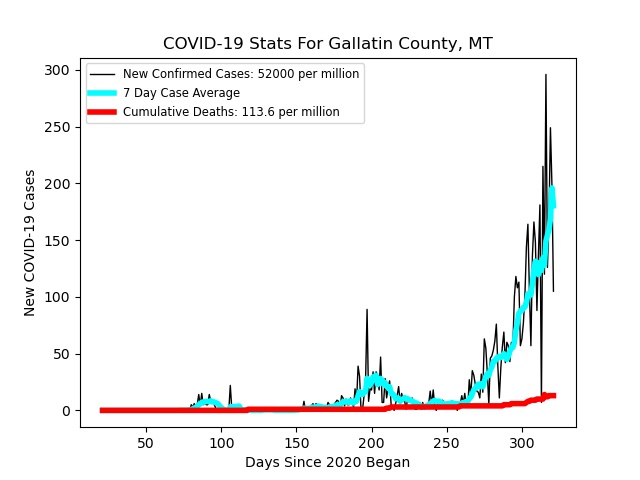 COVID-19 Stats For Gallatin County, MT
New Confirmed Cases: 52000 per million
7 Day Case Average
Cumulative Deaths: 113.6 per million
300
250
200
150
100
50
0
New COVID-19 Cases
50 100 150 200 250 300
Days Since 2020 Began